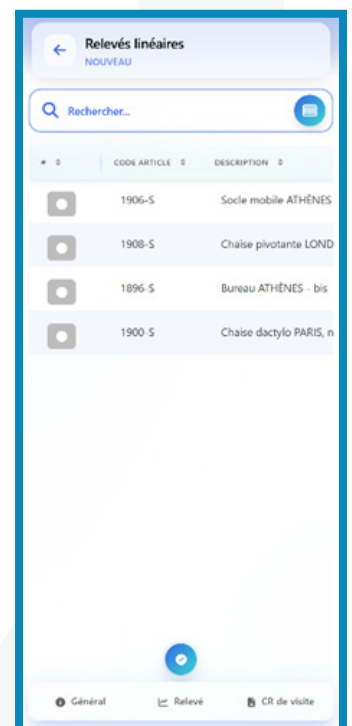 Relevés linéaires
NOUVEAU
Rechercher...
CODE ARTICLE DESCRIPTION
1906-S Socle mobile ATHÈNES
1908-S Chaise pivotante LOND
1896-S Bureau ATHÈNES - bis
1900-S Chaise dactylo PARIS, n
Général Relevé CR de visite